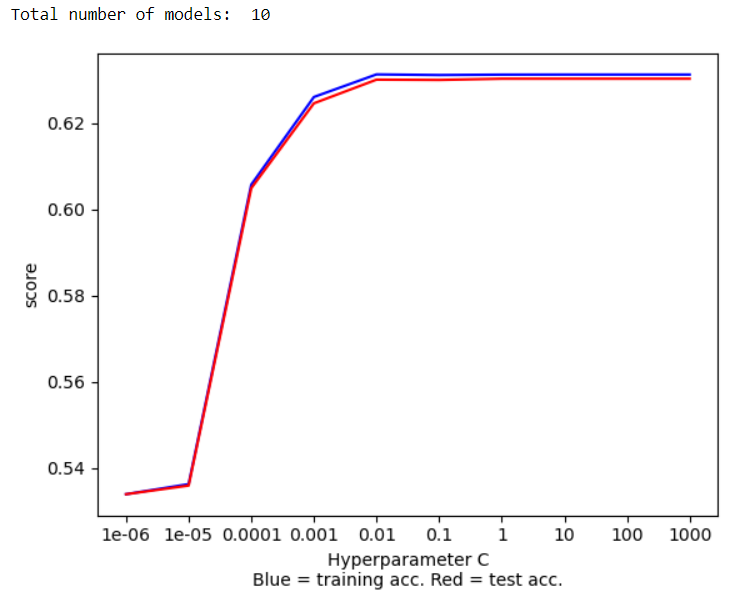 Total number of models:  10
0.62
0.60
0.58
0.56
0.54
score
1e-06 1e-05 0.0001 0.001 0.01 0.1 1 10 100 1000
Hyperparameter C
Blue = training acc. Red = test acc.